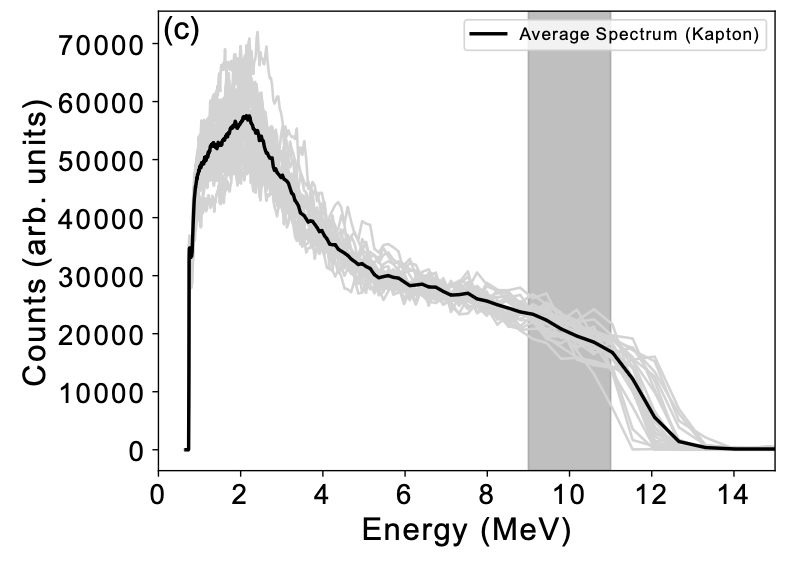 (c)
Average Spectrum (Kapton)
70000
60000
50000
40000
30000
20000
10000
0
Counts (arb. units)
0 2 4 6 8 10 12 14
Energy (MeV)